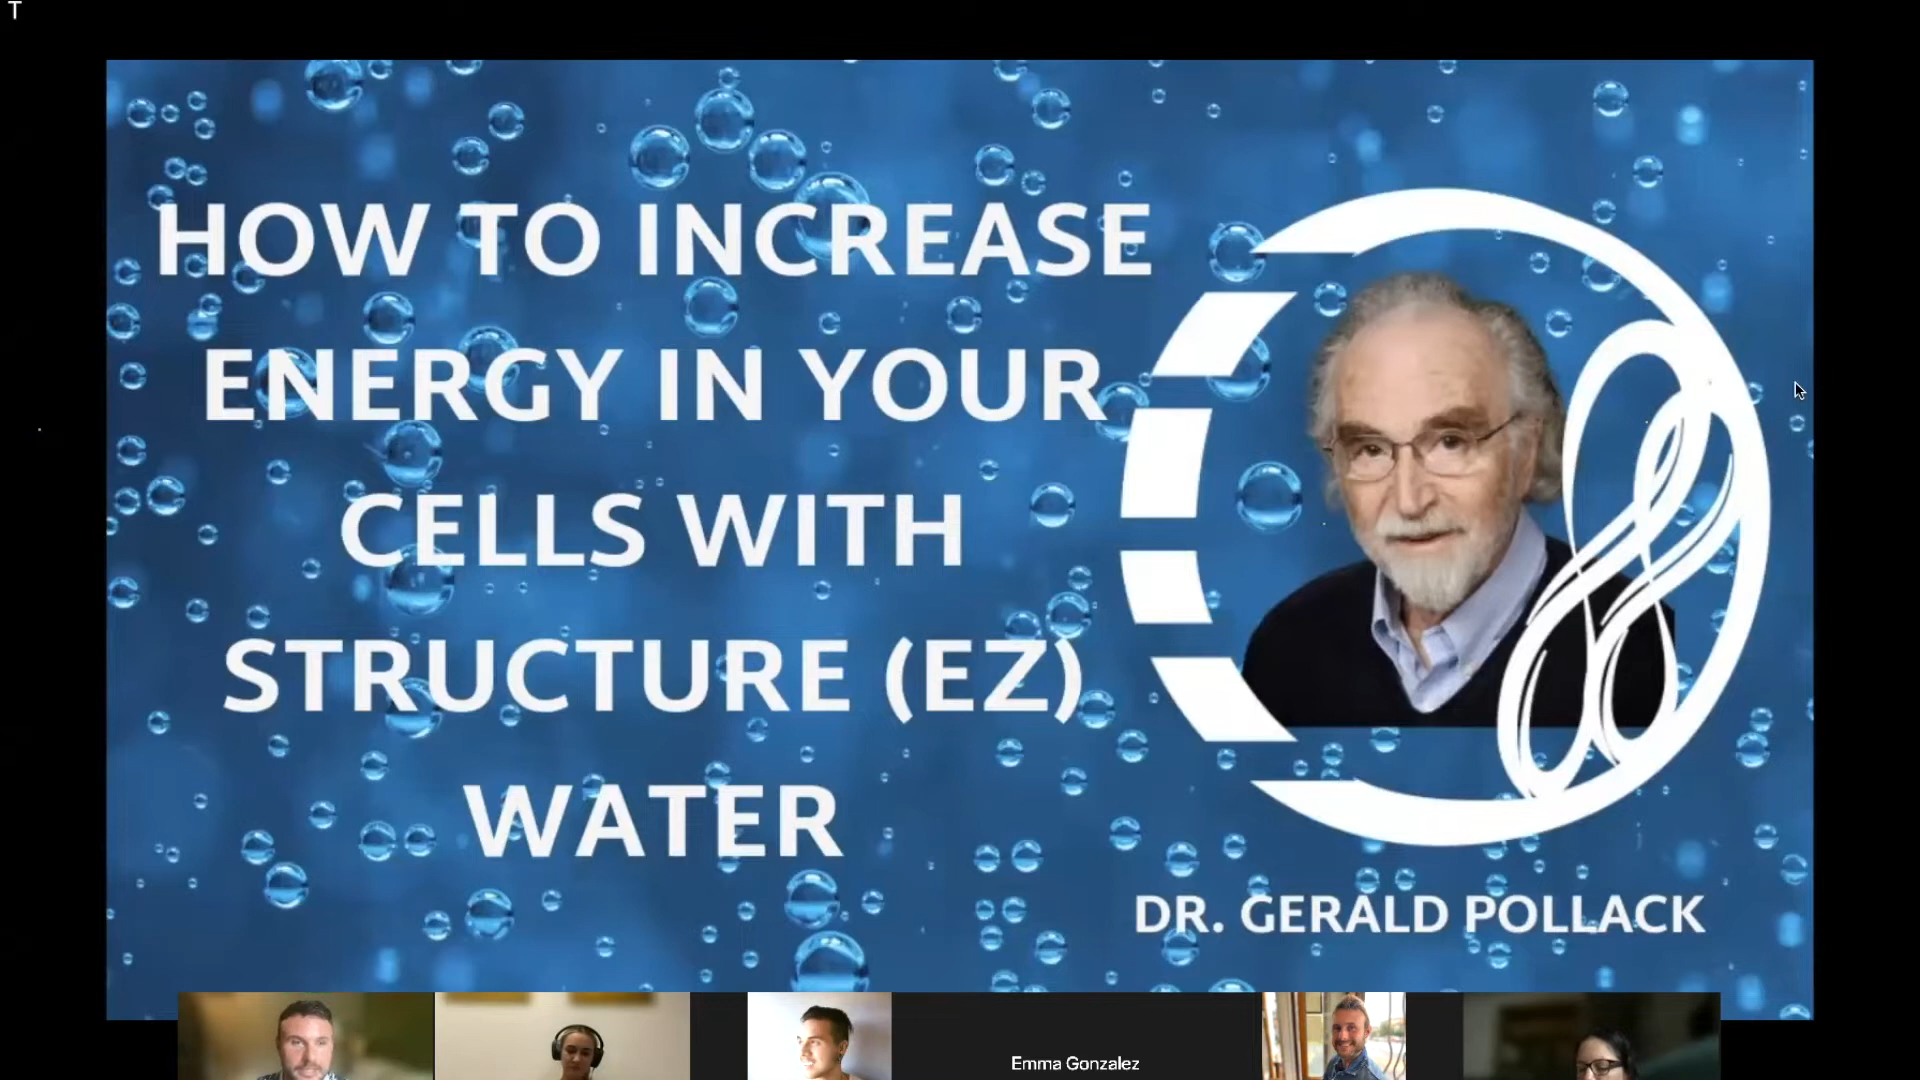 T
HOW TO INCREASE
ENERGY IN YOUR
CELLS WITH
STRUCTURE (EZ)
WATER
DR. GERALD POLLACK
Emma Gonzalez